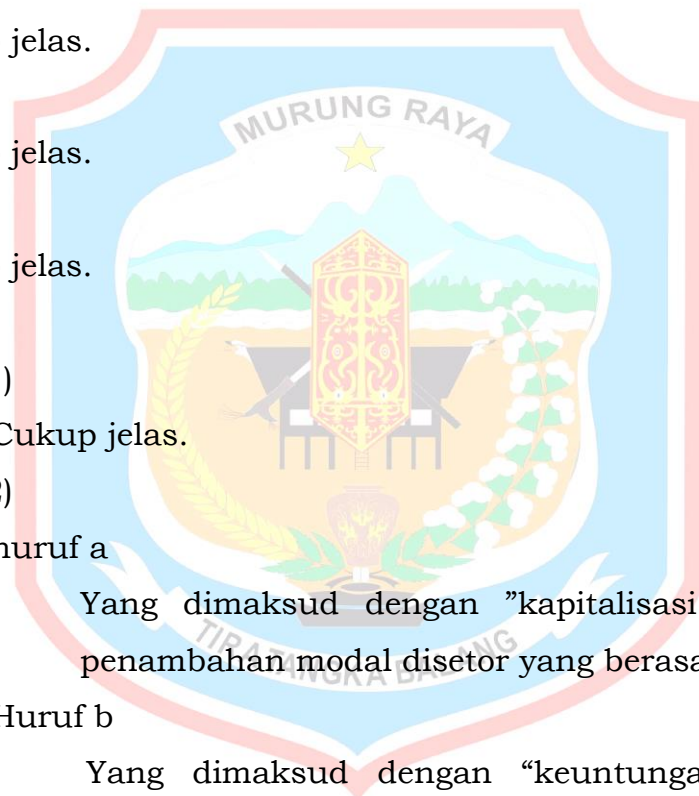 jelas.
MURUNG RAYA
jelas.
jelas.
)
Cukup jelas.
)
huruf a
Yang dimaksud dengan ”kapitalisasi
TIRA TANGKA BALANG
penambahan modal disetor yang berasa
Huruf b
Yang dimaksud dengan “keuntunga